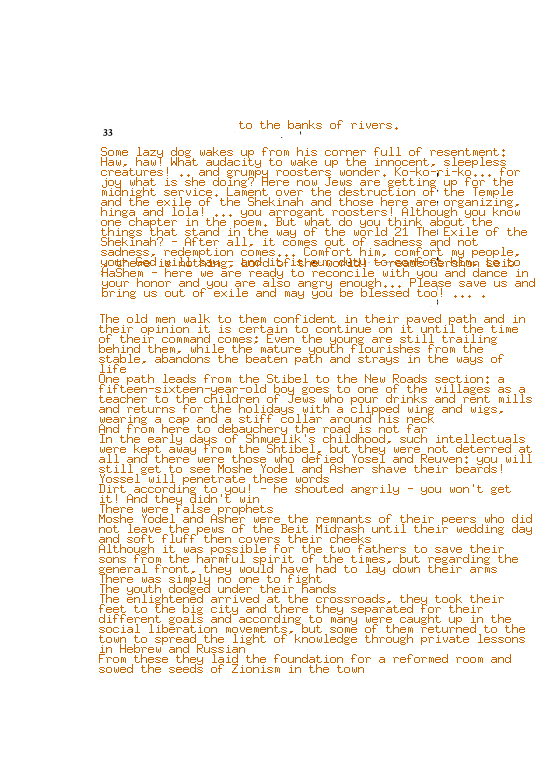 to the banks of rivers.
33
Some lazy dog wakes up from his corner full of resentment:
Haw, haw! What audacity to wake up the innocent, sleepless
creatures! .. and grumpy roosters wonder. Ko-ko-ri-ko... for
joy what is she doing? Here now Jews are getting up for the
midnight service. Lament over the destruction of the Temple
and the exile of the Shekinah and those here are organizing,
hinga and lola! ... you arrogant roosters! Although you know
one chapter in the poem. But what do you think about the
things that stand in the way of the world 21 The Exile of the
Shekinah? - After all, it comes out of sadness and not
sadness, redemption comes... Comfort him, comfort my people,
HaShem - here we are ready to reconcile with you and dance in
your honor and you are also angry enough... Please save us and
bring us out of exile and may you be blessed too! ... .
The old men walk to them confident in their paved path and in
their opinion it is certain to continue on it until the time
of their command comes; Even the young are still trailing
behind them, while the mature youth flourishes from the
stable, abandons the beaten path and strays in the ways of
life
One path leads from the Stibel to the New Roads section: a
fifteen-sixteen-year-old boy goes to one of the villages as a
teacher to the children of Jews who pour drinks and rent mills
and returns for the holidays with a clipped wing and wigs,
wearing a cap and a stiff collar around his neck
And from here to debauchery the road is not far
In the early days of Shmuelik's childhood, such intellectuals
were kept away from the Shtibel, but they were not deterred at
all and there were those who defied Yosel and Reuven: you will
still get to see Moshe Yodel and Asher shave their beards!
Yossel will penetrate these words
Dirt according to you! - he shouted angrily - you won't get
it! And they didn't win
There were false prophets
Moshe Yodel and Asher were the remnants of their peers who did
not leave the pews of the Beit Midrash until their wedding day
and soft fluff then covers their cheeks
Although it was possible for the two fathers to save their
sons from the harmful spirit of the times, but regarding the
general front, they would have had to lay down their arms
There was simply no one to fight
The youth dodged under their hands
The enlightened arrived at the crossroads, they took their
feet to the big city and there they separated for their
different goals and according to many were caught up in the
social liberation movements, but some of them returned to the
town to spread the light of knowledge through private lessons
in Hebrew and Russian
From these they laid the foundation for a reformed room and
sowed the seeds of Zionism in the town